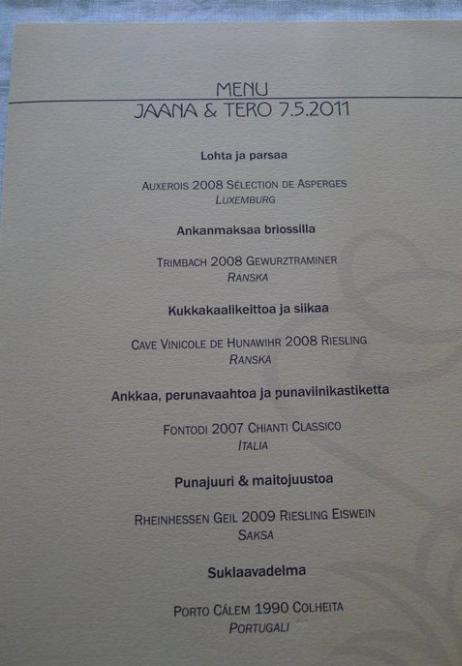 MENU
JAANA & TERO 7.5.2011
Lohta ja parsaa
AUXEROIS 2008 SÉLECTION DE ASPERGES
LUXEMBURG
Ankanmaksaa briossilla
TRIMBACH 2008 GEWURZTRAMINER
RANSKA
Kukkakaalikeittoa ja siikaa
CAVE VINICOLE DE HUNAWIHR 2008 RIESLING
RANSKA
Ankkaa, perunavaahtoa ja punaviinikastiketta
FONTODI 2007 CHIANTI CLASSICO
ITALIA
Punajuuri & maitojuustoa
RHEINHESSEN GEIL 2009 RIESLING EISWEIN
SAKSA
Suklaavadelma
PORTO CÁLEM 1990 COLHEITA
PORTUGALI